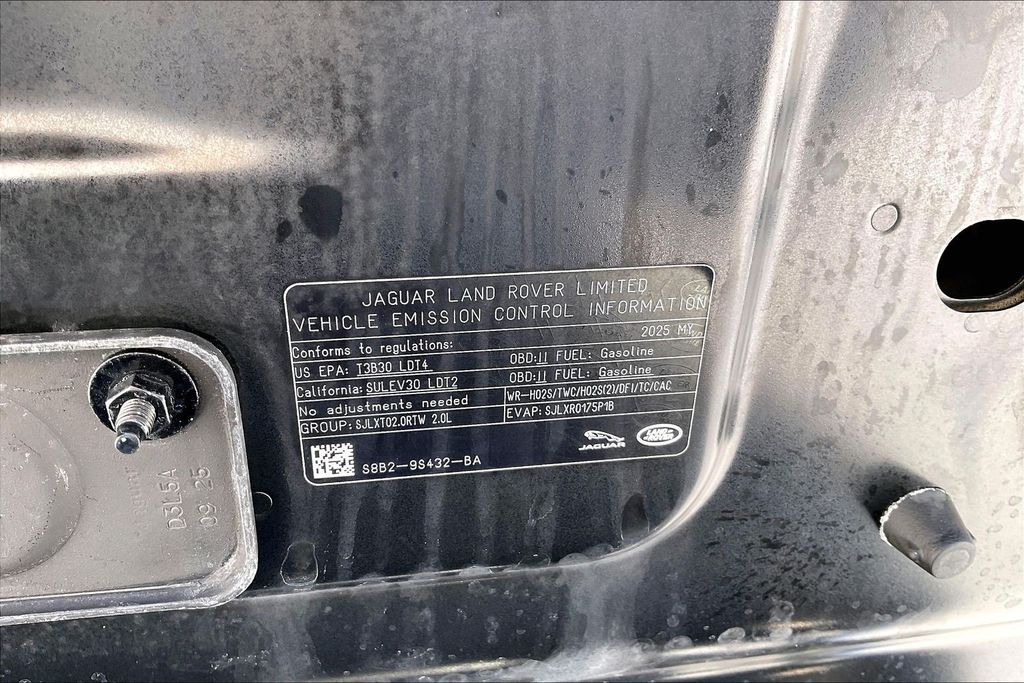 JAGUAR LAND ROVER LIMITED
VEHICLE EMISSION CONTROL INFORMATION
2025 MY
Conforms to regulations:
US EPA: T3B30 LDT4 OBD:II FUEL: Gasoline
California: SULEV30 LDT2 OBD:II FUEL: Gasoline
No adjustments needed WR-HO2S/TWC/HO2S(2)/DFI/TC/CAC
GROUP: SJLXT02.0RTW 2.0L EVAP: SJLXR0175P1B
S8B2-9S432-BA
JAGUAR
LAND ROVER
D3L5A
09 25